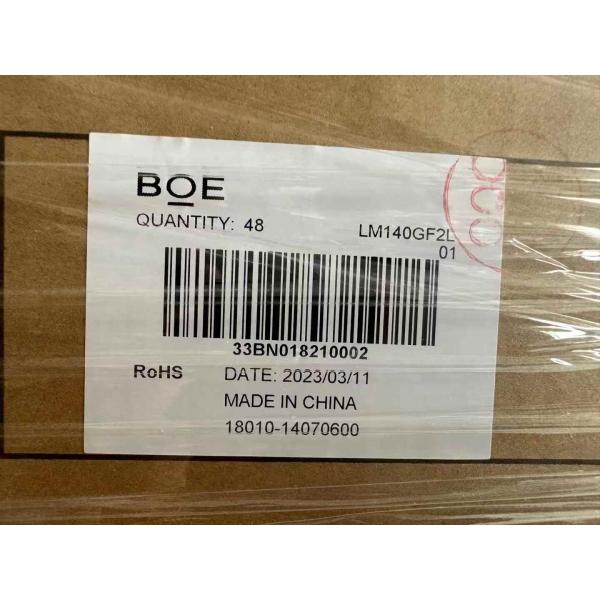 BOE
QUANTITY: 48 LM140GF2L
01
33BN018210002
RoHS DATE: 2023/03/11
MADE IN CHINA
18010-14070600